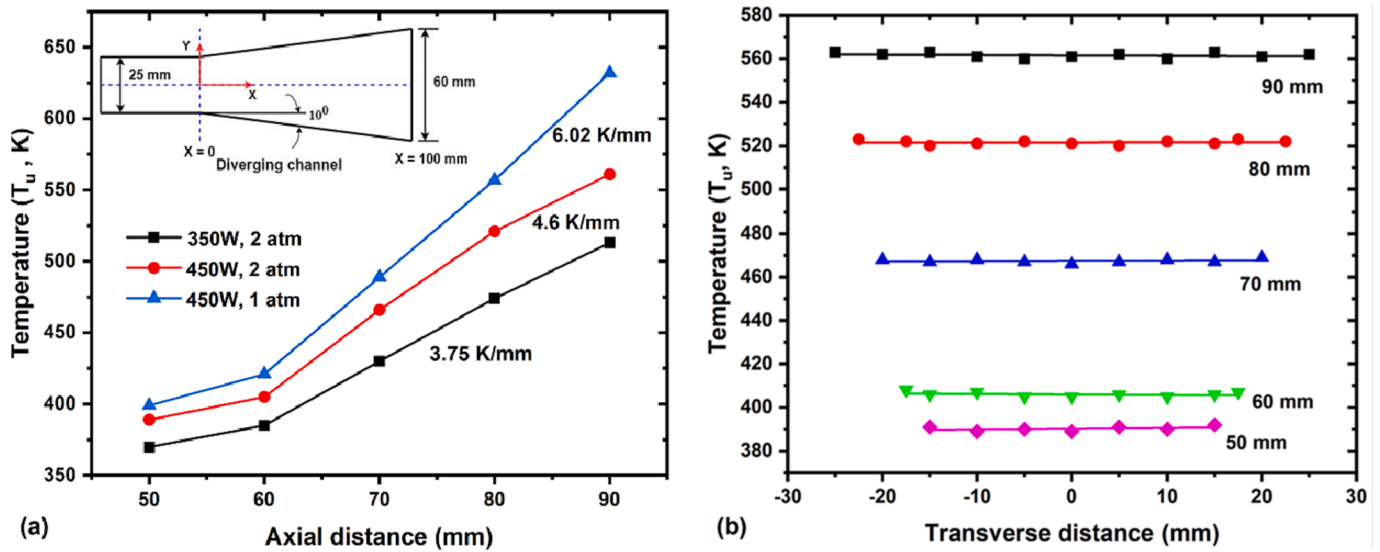 650
600
550
500
450
400
350
Temperature (Tu , K)
50
60
70
80
90
Axial distance (mm)
(a)
Y
25 mm
X
10⁰
60 mm
X = 0
Diverging channel
X = 100 mm
6.02 K/mm
4.6 K/mm
3.75 K/mm
350W, 2 atm
450W, 2 atm
450W, 1 atm
580
560
540
520
500
480
460
440
420
400
380
Temperature (Tu, K)
90 mm
80 mm
70 mm
60 mm
50 mm
-30
-20
-10
0
10
20
30
Transverse distance (mm)
(b)